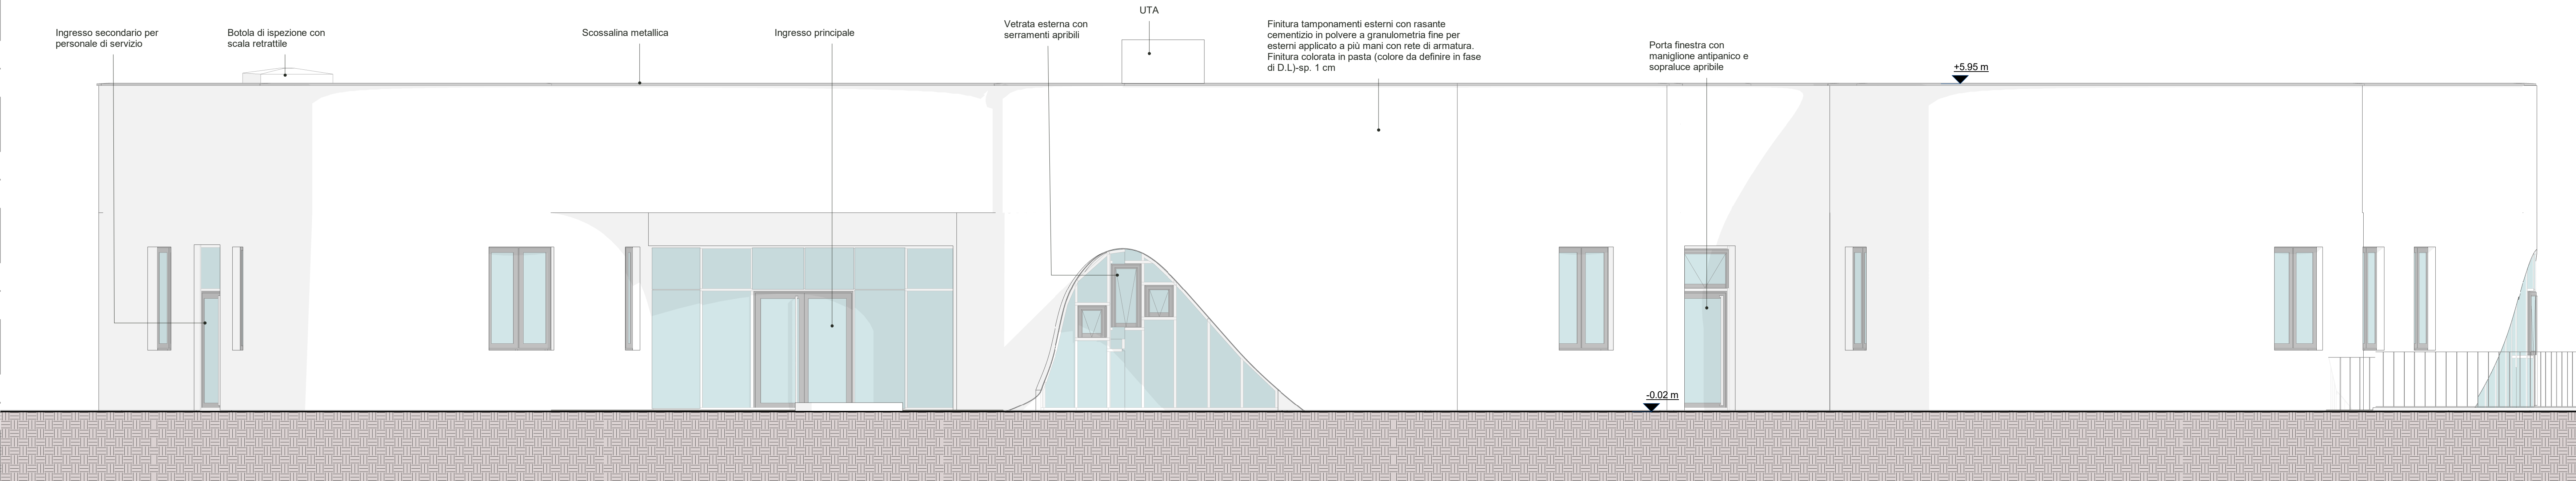 Ingresso secondario per
personale di servizio
Botola di ispezione con
scala retrattile
Scossalina metallica
Ingresso principale
Vetrata esterna con
serramenti apribili
UTA
Finitura tamponamenti esterni con rasante
cementizio in polvere a granulometria fine per
esterni applicato a più mani con rete di armatura.
Finitura colorata in pasta (colore da definire in fase
di D.L)-sp. 1 cm
Porta finestra con
maniglione antipanico e
sopraluce apribile
+5.95 m
-0.02 m